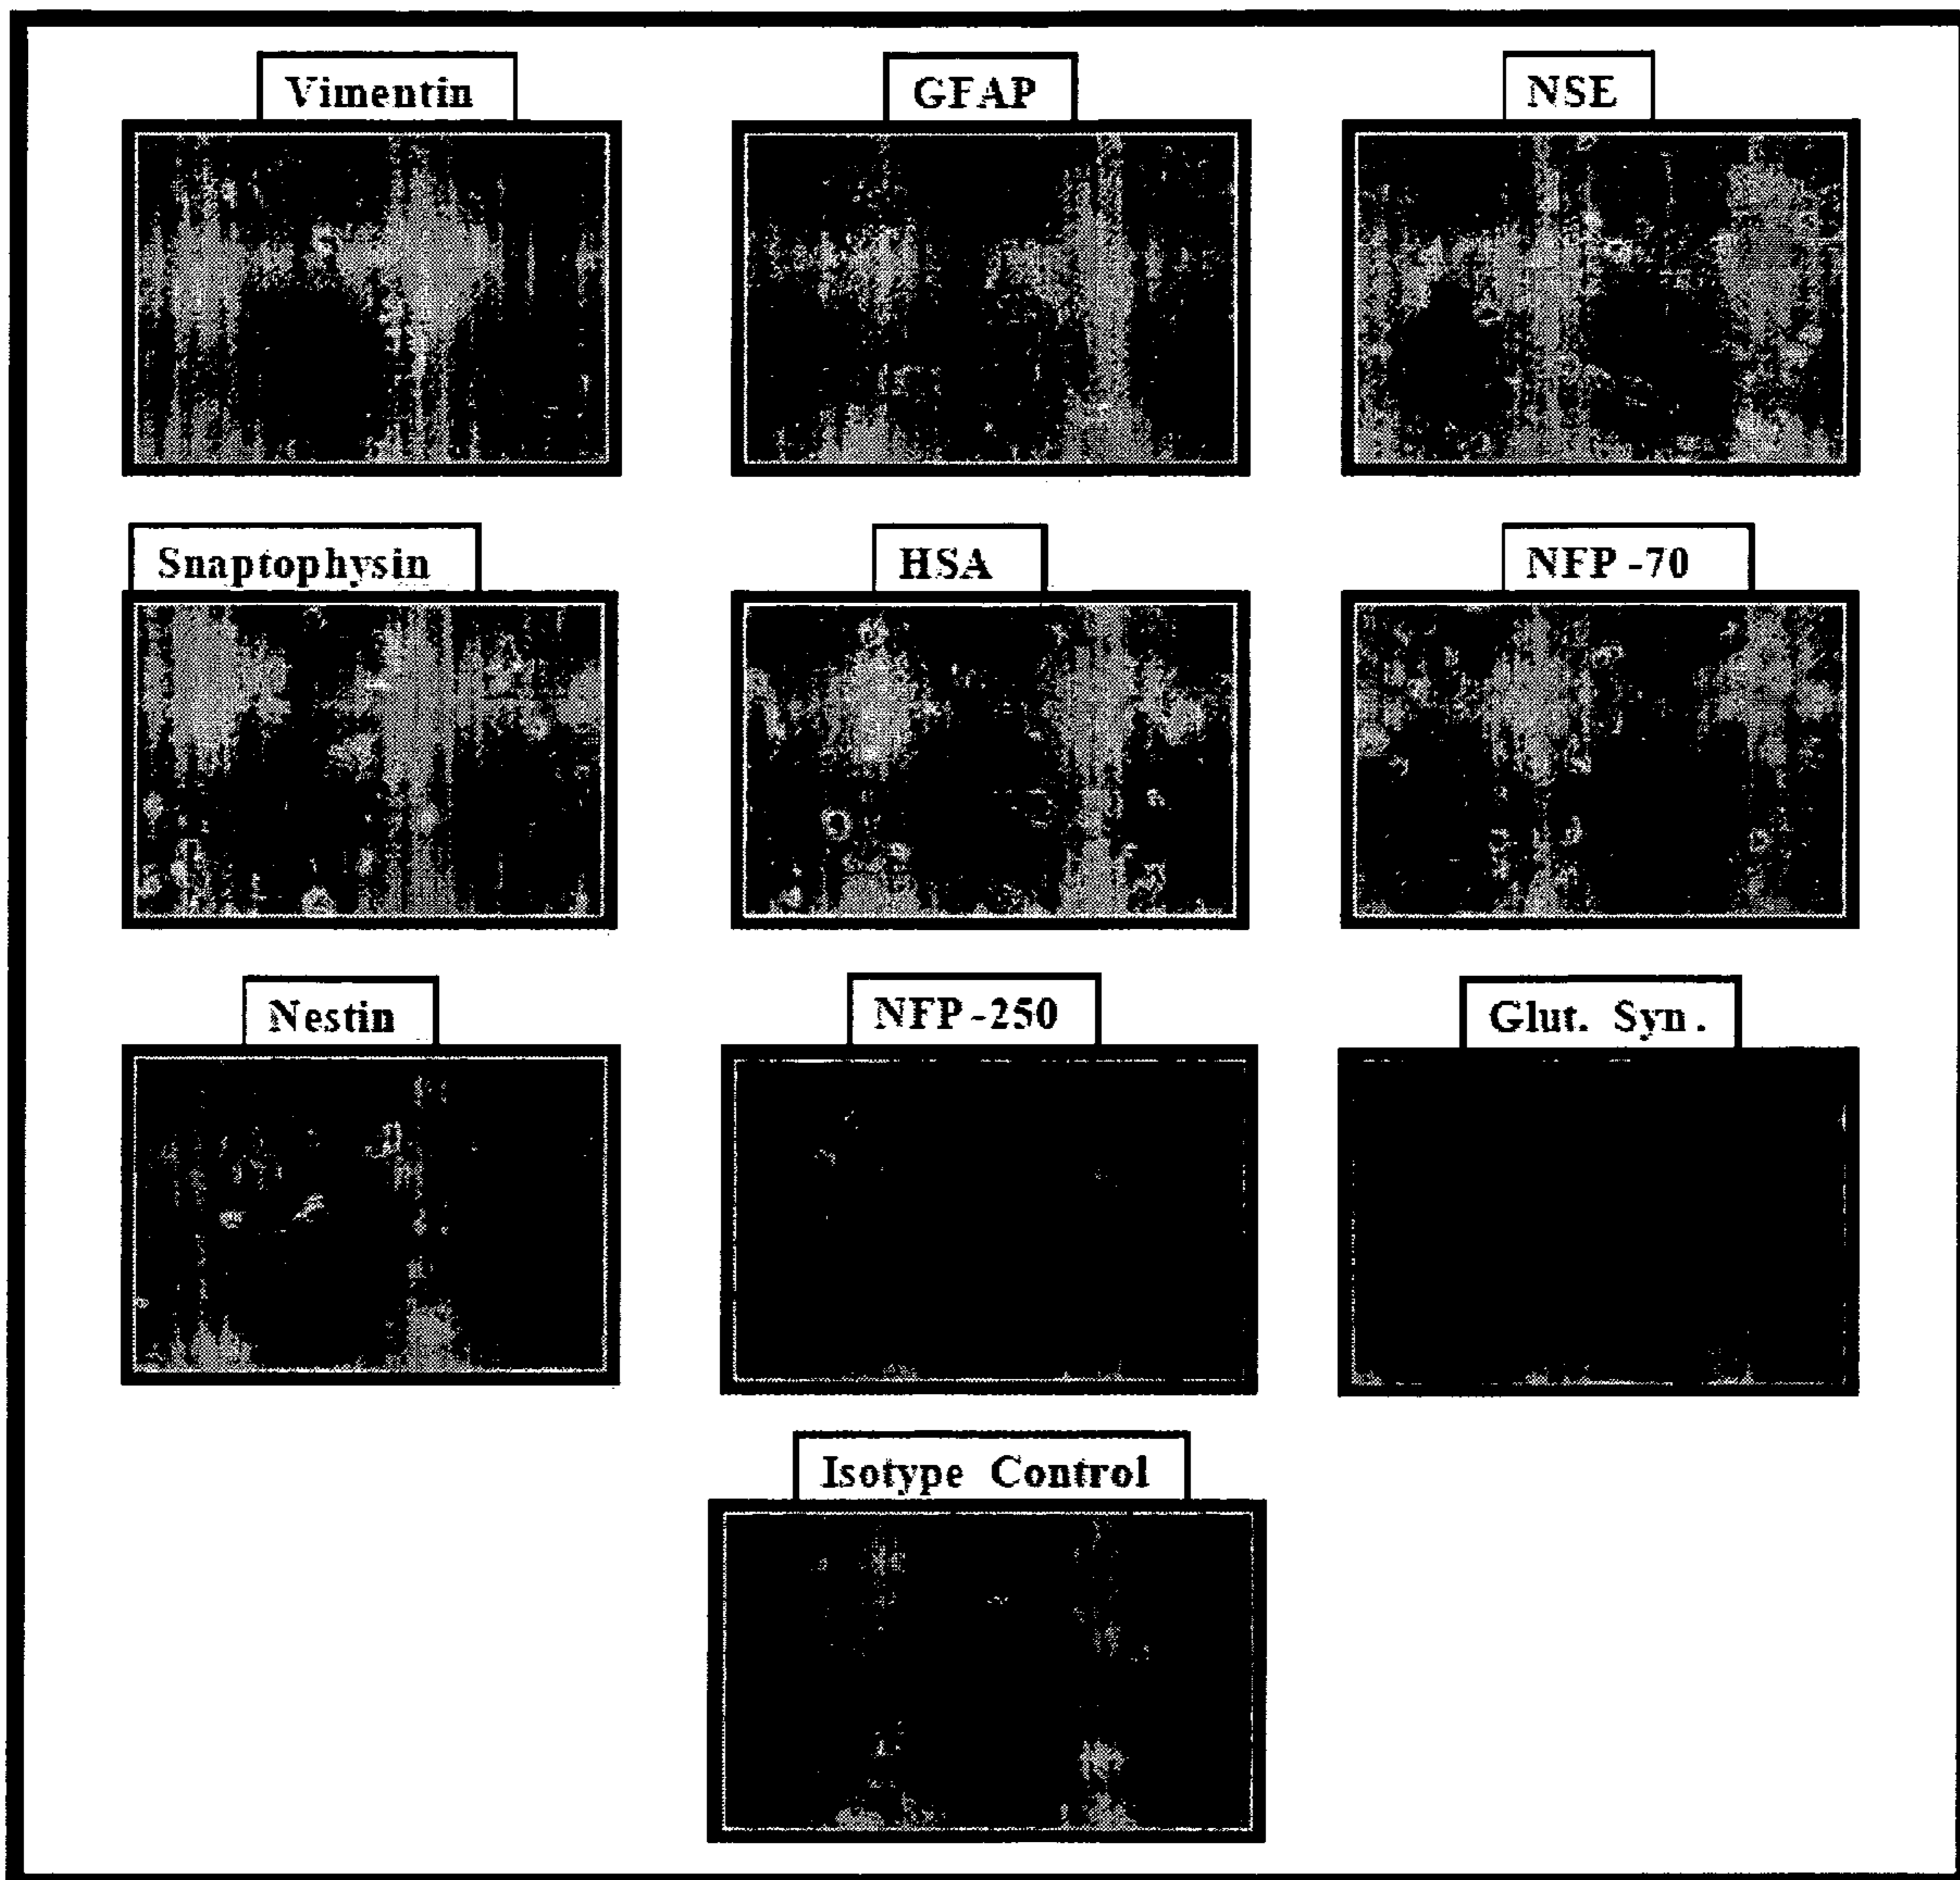 Vimentin
GFAP
NSE
Snaptophysin
HSA
NFP-70
Nestin
NFP-250
Glut. Syn.
Isotype Control